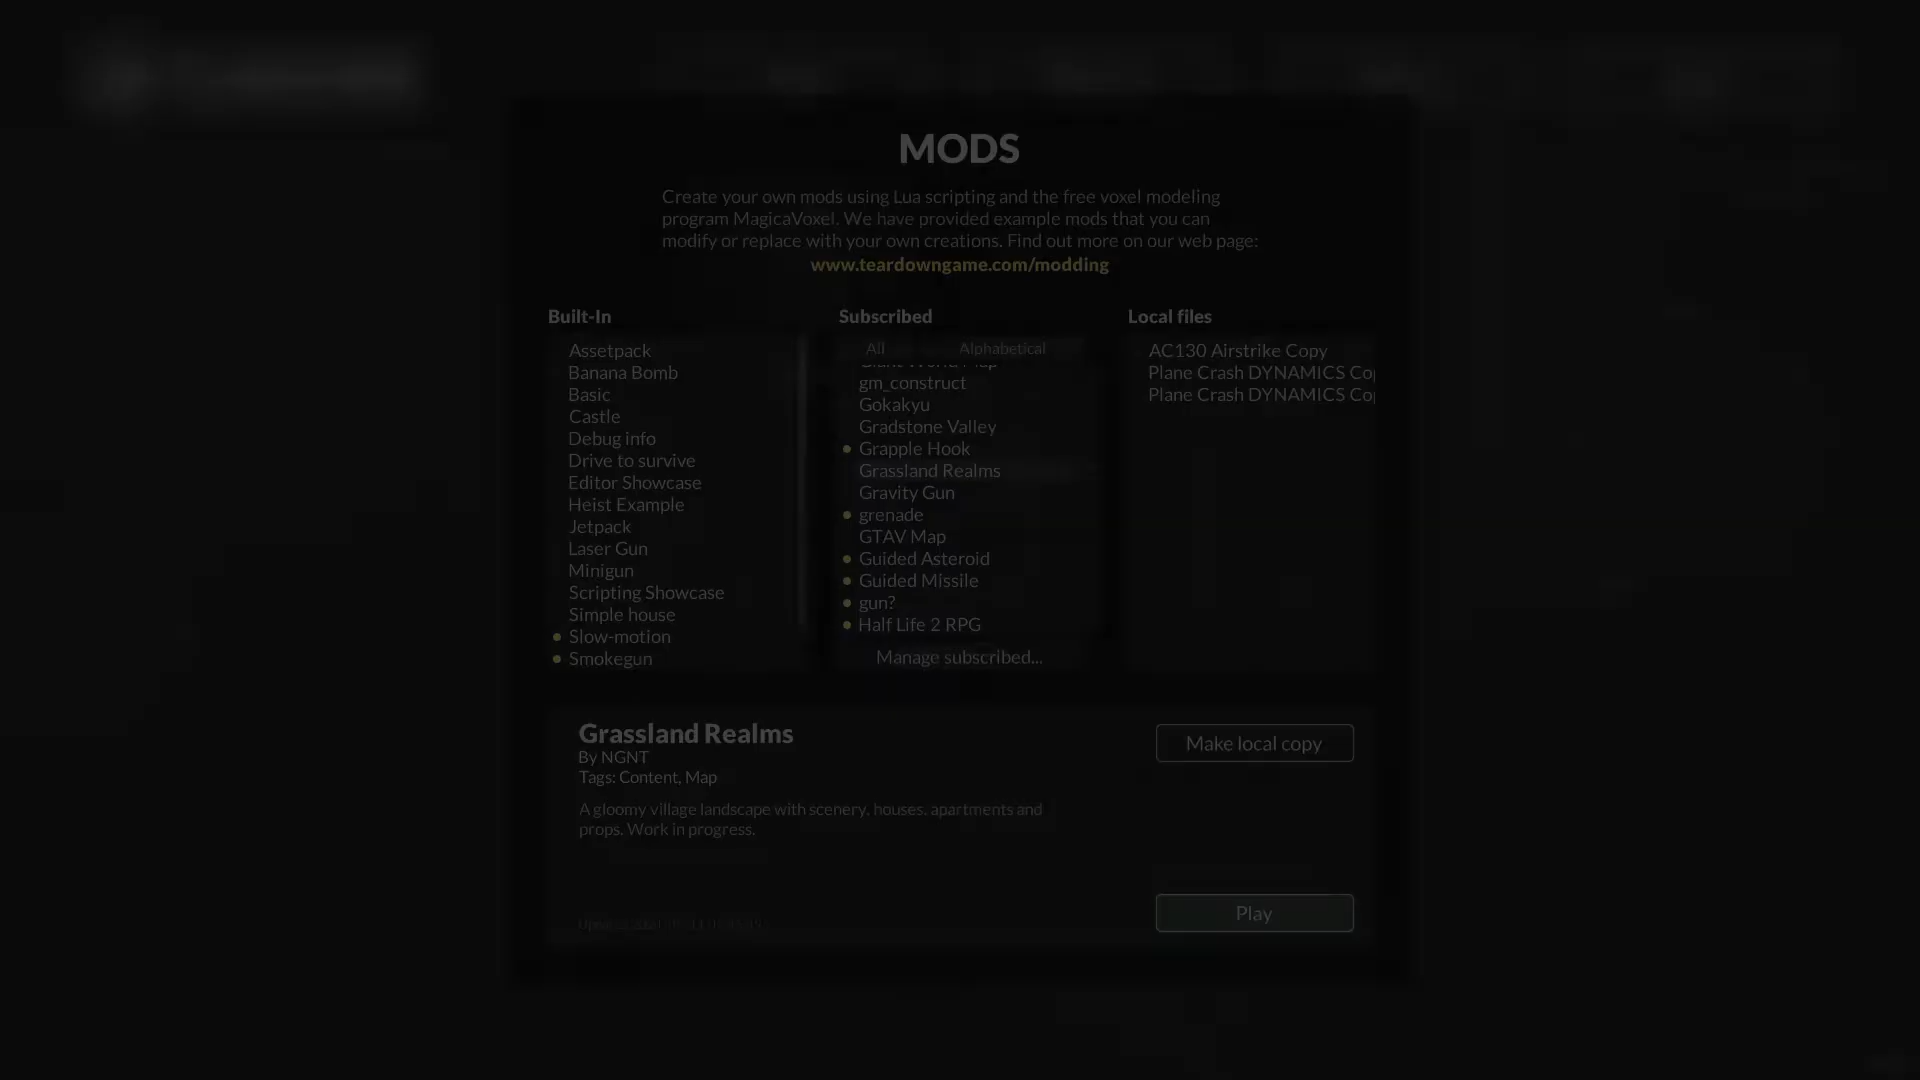 MODS
Create your own mods using Lua scripting and the free voxel modeling
program MagicaVoxel. We have provided example mods that you can
modify or replace with your own creations. Find out more on our web page:
www.teardowngame.com/modding
Built-In
Assetpack
Banana Bomb
Basic
Castle
Debug info
Drive to survive
Editor Showcase
Heist Example
Jetpack
Laser Gun
Minigun
Scripting Showcase
Simple house
Slow-motion
Smokegun
Subscribed
All Alphabetical
gm_construct
Gokakyu
Gradstone Valley
Grapple Hook
Grassland Realms
Gravity Gun
grenade
GTAV Map
Guided Asteroid
Guided Missile
gun?
Half Life 2 RPG
Manage subscribed...
Local files
AC130 Airstrike Copy
Plane Crash DYNAMICS Cop
Plane Crash DYNAMICS Cop
Grassland Realms
By NGNT
Tags: Content, Map
A gloomy village landscape with scenery, houses, apartments and
props. Work in progress.
Make local copy
Play